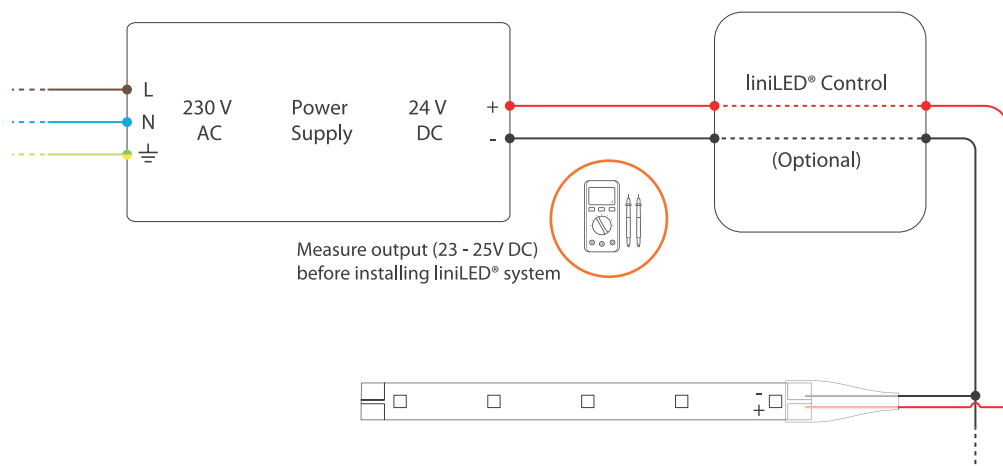 L
N
230 V
AC
Power
Supply
24 V
DC
+
-
liniLED® Control
(Optional)
Measure output (23 - 25V DC)
before installing liniLED® system
-
+